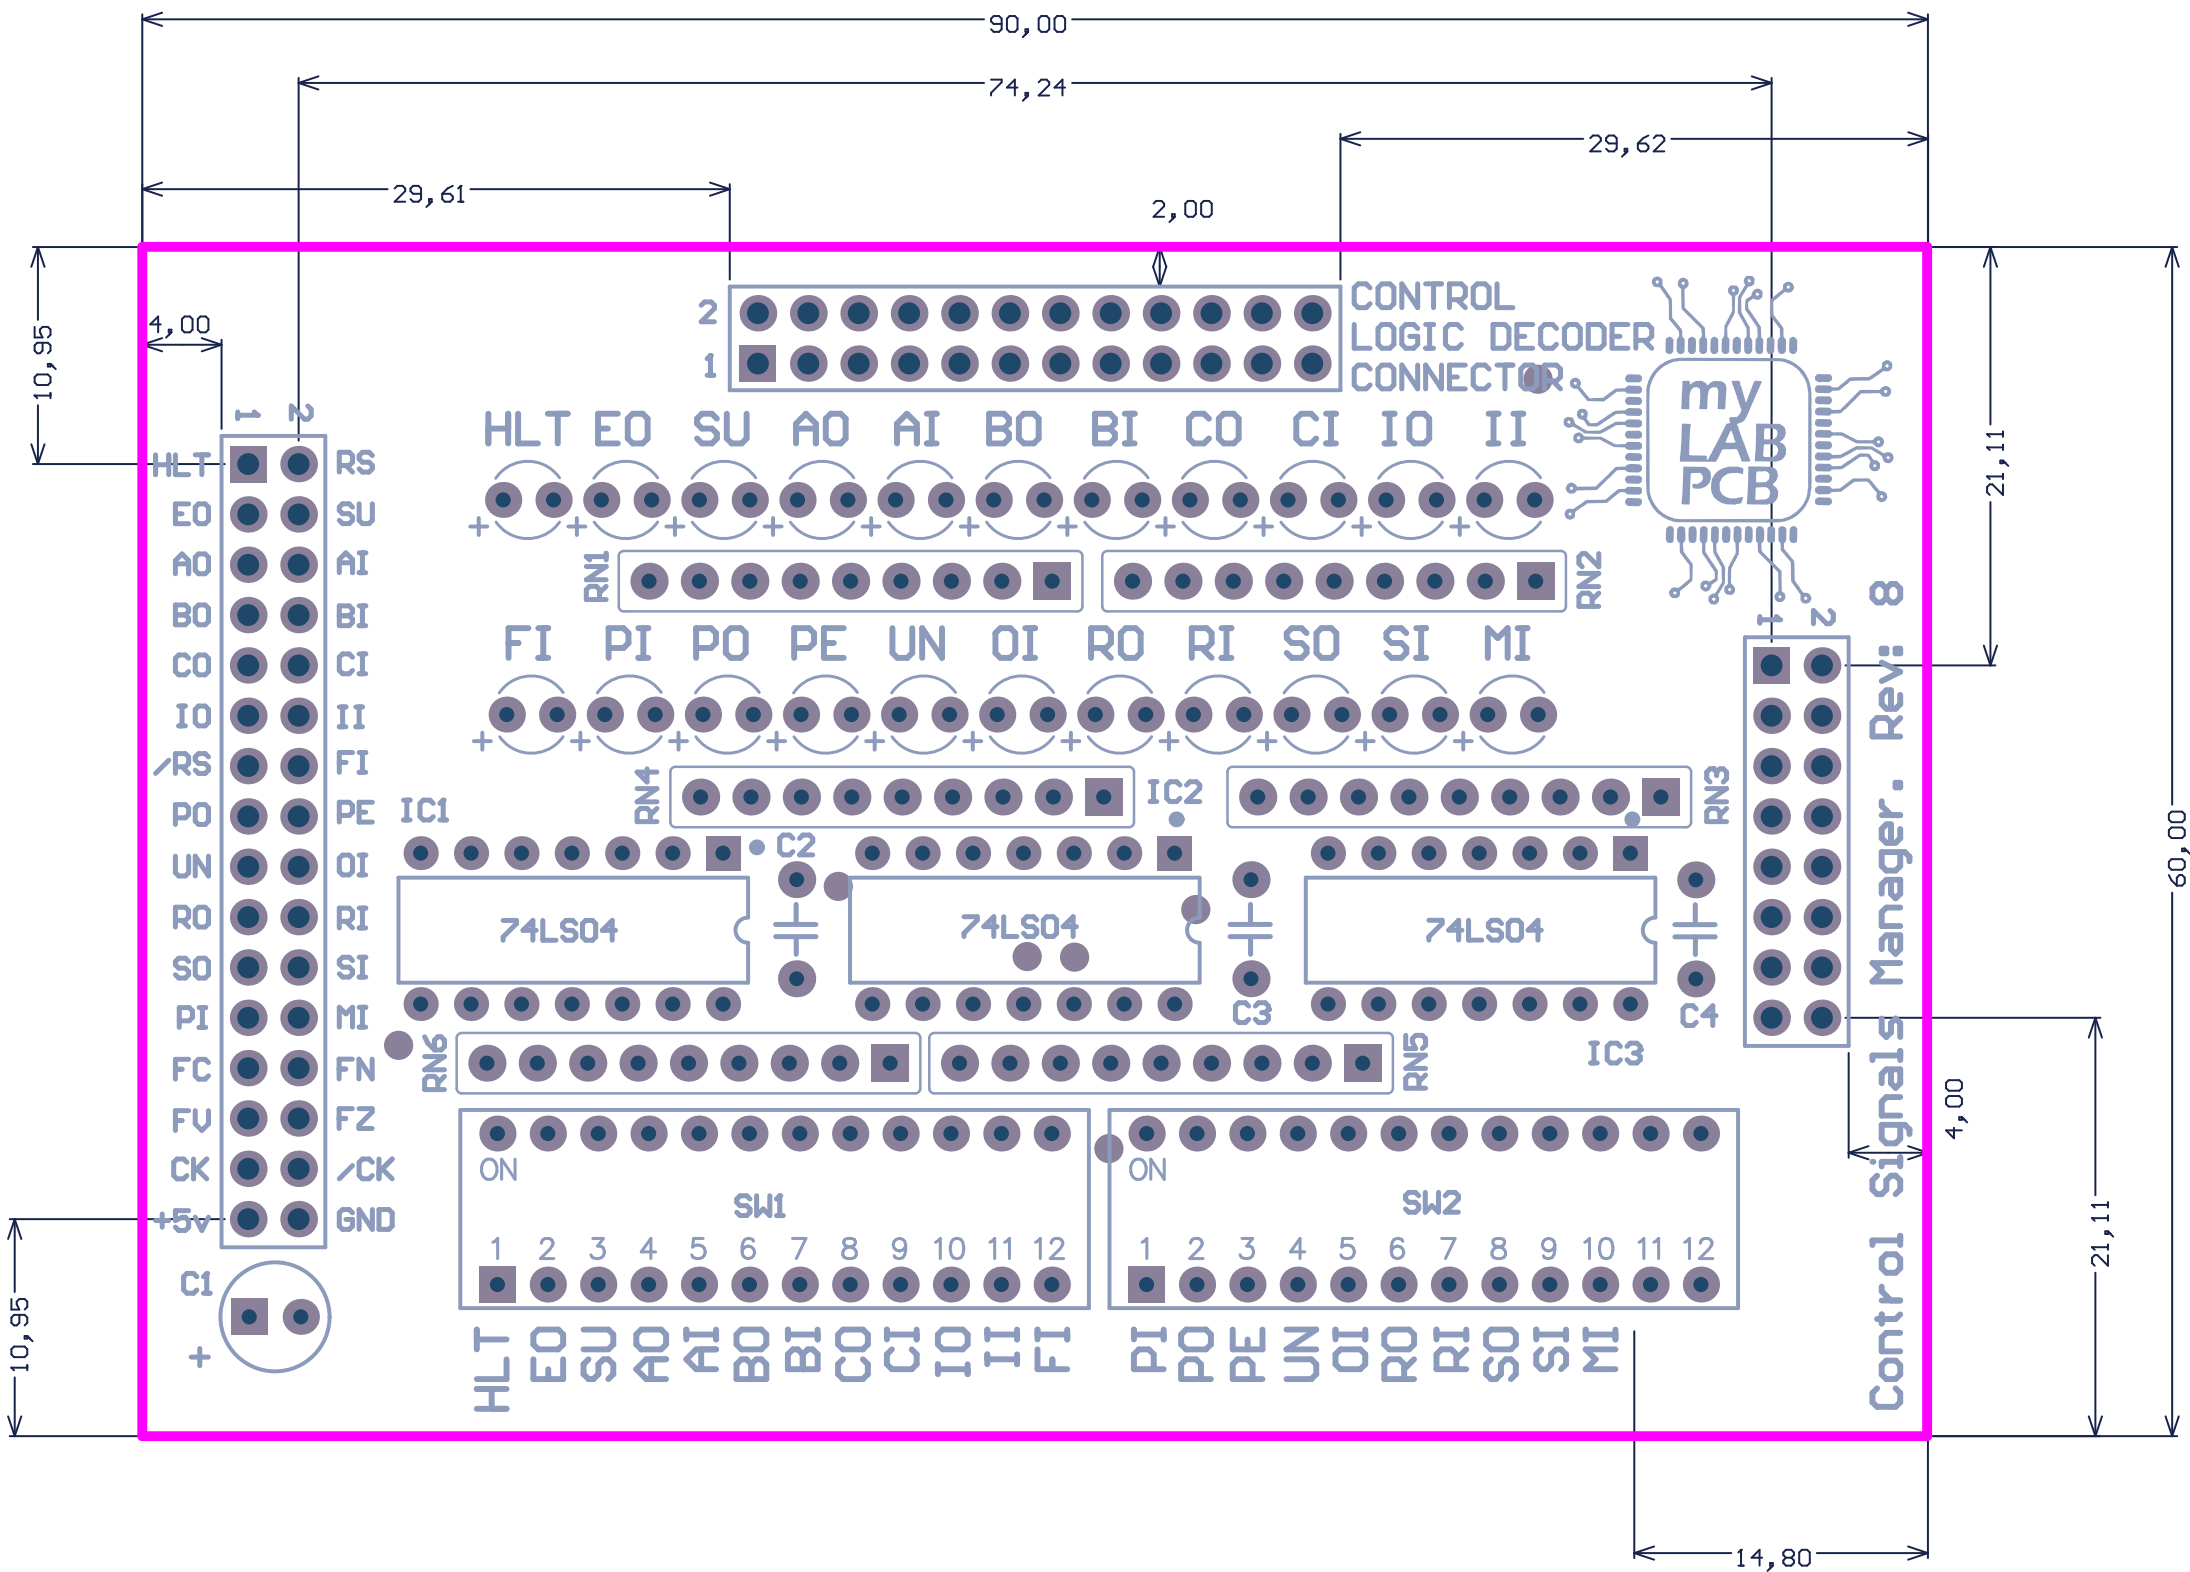 90,00
74,24
29,62
29,61
2,00
4,00
10,95
2
1
CONTROL
LOGIC DECODER
CONNECTOR
my
LAB
PCB
1 2
HLT EO SU AO AI BO BI CO CI IO II
+ + + + + + + + + + +
HLT RS
EO SU
AO AI
BO BI
CO CI
IO II
/RS FI
PO PE
UN OI
RO RI
SO SI
PI MI
FC FN
FV FZ
CK /CK
+5v GND
RN1
RN2
21,11
FI PI PO PE UN OI RO RI SO SI MI
+ + + + + + + + + + +
1 2
RN4
RN3
IC1
IC2
C2
74LS04
74LS04
74LS04
C3
C4
IC3
RN6
RN5
60,00
Control Signals Manager. Rev: 8
4,00
21,11
ON
SW1
1 2 3 4 5 6 7 8 9 10 11 12
HLT EO SU AO AI BO BI CO CI IO II FI
ON
SW2
1 2 3 4 5 6 7 8 9 10 11 12
PI PO PE UN OI RO RI SO SI MI
C1
+
10,95
14,80